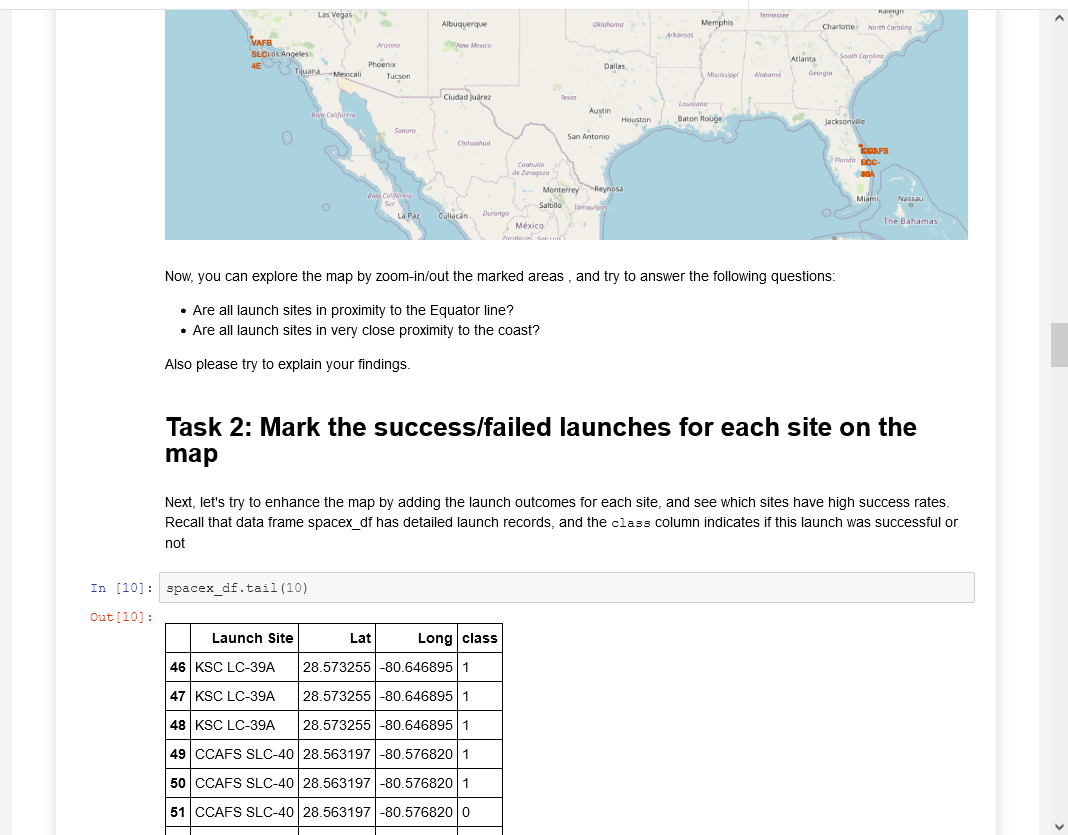 Las Vegas
Albuquerque
Oklahoma
Memphis
Tennessee
Raleigh
Charlotte
North Carolina
Arkansas
VAFB
SLC
4E
Los Angeles
Arizona
New Mexico
Phoenix
Tucson
Tijuana
Mexicali
Dallas
Atlanta
South Carolina
Mississippi
Alabama
Georgia
Ciudad Juárez
Texas
Louisiana
Austin
Houston
Baton Rouge
Jacksonville
Baja California
Sonora
San Antonio
Chihuahua
CCAFS
Florida
39A
Coahuila
de Zaragoza
Monterrey
Reynosa
Baja California
Sur
Saltillo
Tamaulipas
Miami
Nassau
La Paz
Culiacán
Durango
México
The Bahamas
Zacatecas
San Luis
Now, you can explore the map by zoom-in/out the marked areas , and try to answer the following questions:
• Are all launch sites in proximity to the Equator line?
• Are all launch sites in very close proximity to the coast?
Also please try to explain your findings.
Task 2: Mark the success/failed launches for each site on the
map
Next, let's try to enhance the map by adding the launch outcomes for each site, and see which sites have high success rates.
Recall that data frame spacex_df has detailed launch records, and the class column indicates if this launch was successful or
not
In [10]: spacex_df.tail(10)
Out[10]:
Launch Site Lat Long class
46 KSC LC-39A 28.573255 -80.646895 1
47 KSC LC-39A 28.573255 -80.646895 1
48 KSC LC-39A 28.573255 -80.646895 1
49 CCAFS SLC-40 28.563197 -80.576820 1
50 CCAFS SLC-40 28.563197 -80.576820 1
51 CCAFS SLC-40 28.563197 -80.576820 0